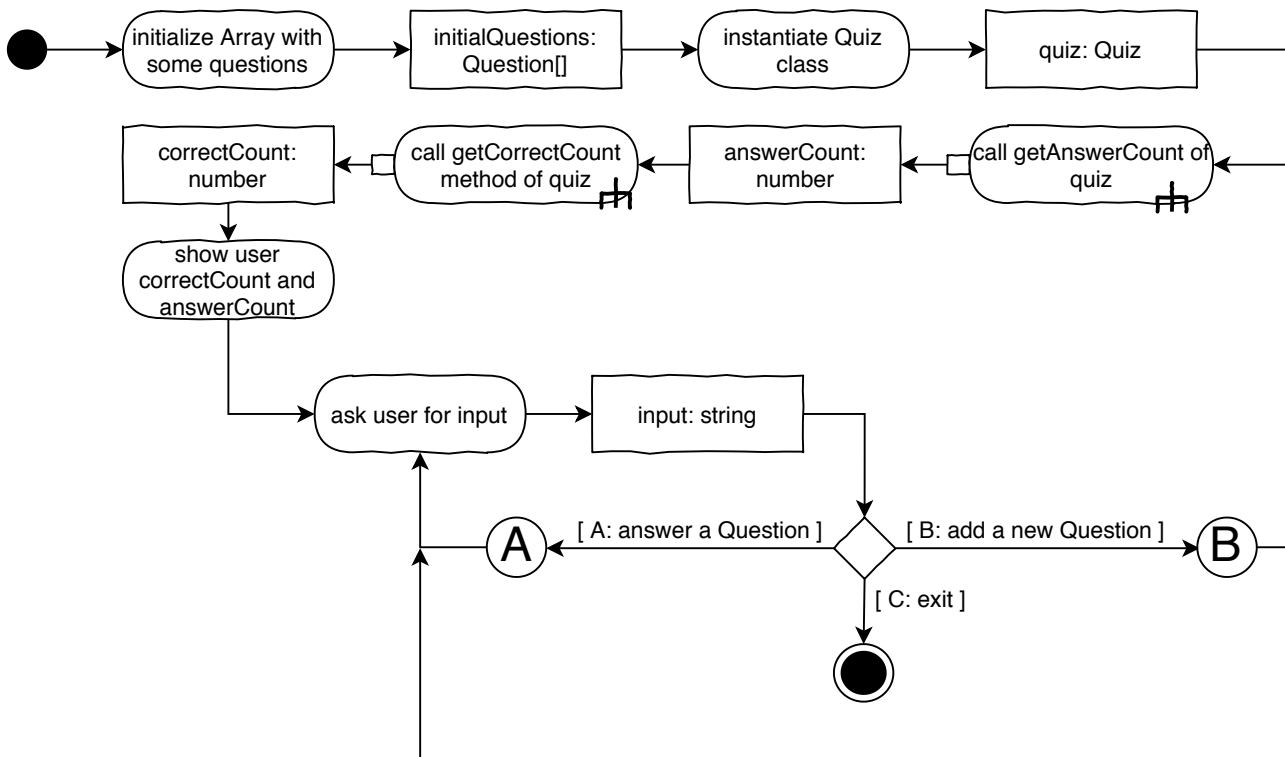 initialize Array with
some questions
initialQuestions:
Question[]
instantiate Quiz
class
quiz: Quiz
correctCount:
number
call getCorrectCount
method of quiz
answerCount:
number
call getAnswerCount of
quiz
show user
correctCount and
answerCount
ask user for input
input: string
[ A: answer a Question ]
[ B: add a new Question ]
A
B
[ C: exit ]